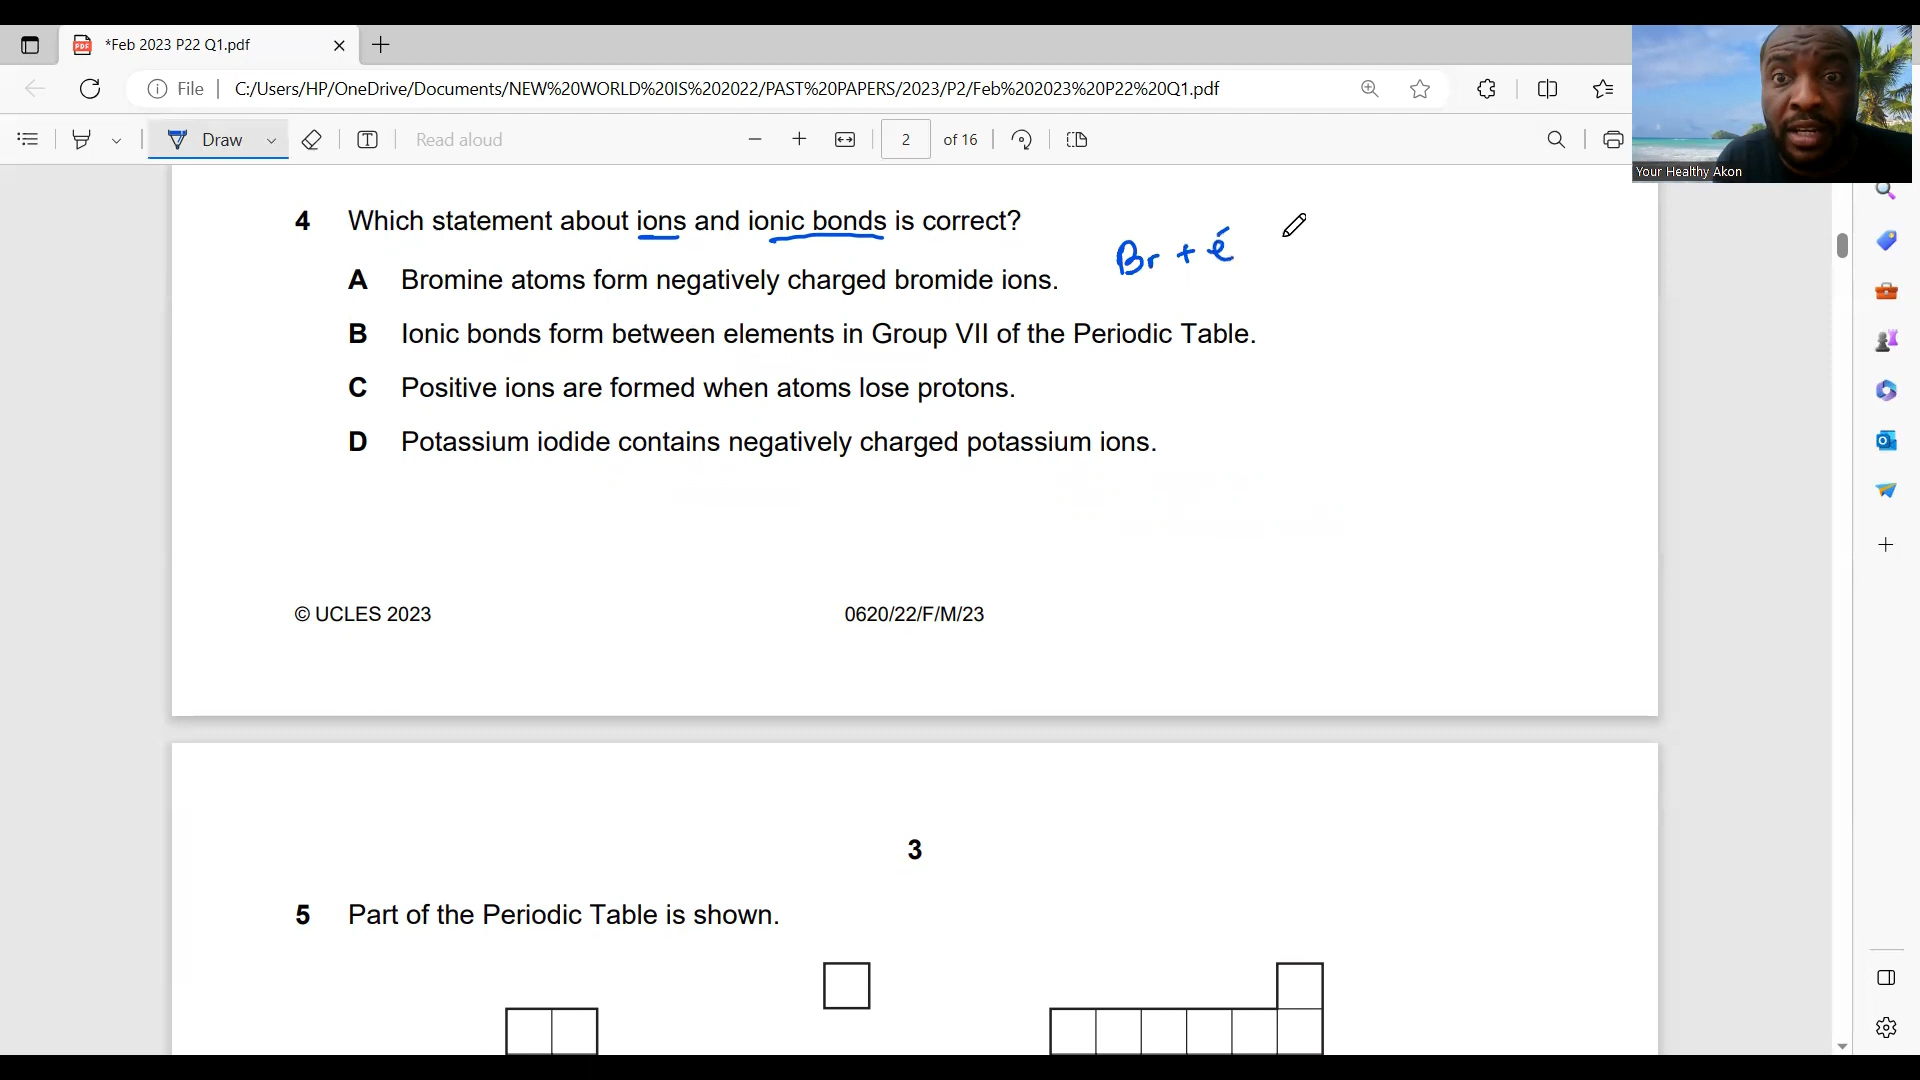 *Feb 2023 P22 Q1.pdf
File
C:/Users/HP/OneDrive/Documents/NEW%20WORLD%20IS%202022/PAST%20PAPERS/2023/P2/Feb%202023%20P22%20Q1.pdf
Draw
Read aloud
2 of 16
Your Healthy Akon
4 Which statement about ions and ionic bonds is correct?
Br + é
A Bromine atoms form negatively charged bromide ions.
B Ionic bonds form between elements in Group VII of the Periodic Table.
C Positive ions are formed when atoms lose protons.
D Potassium iodide contains negatively charged potassium ions.
© UCLES 2023 0620/22/F/M/23
3
5 Part of the Periodic Table is shown.